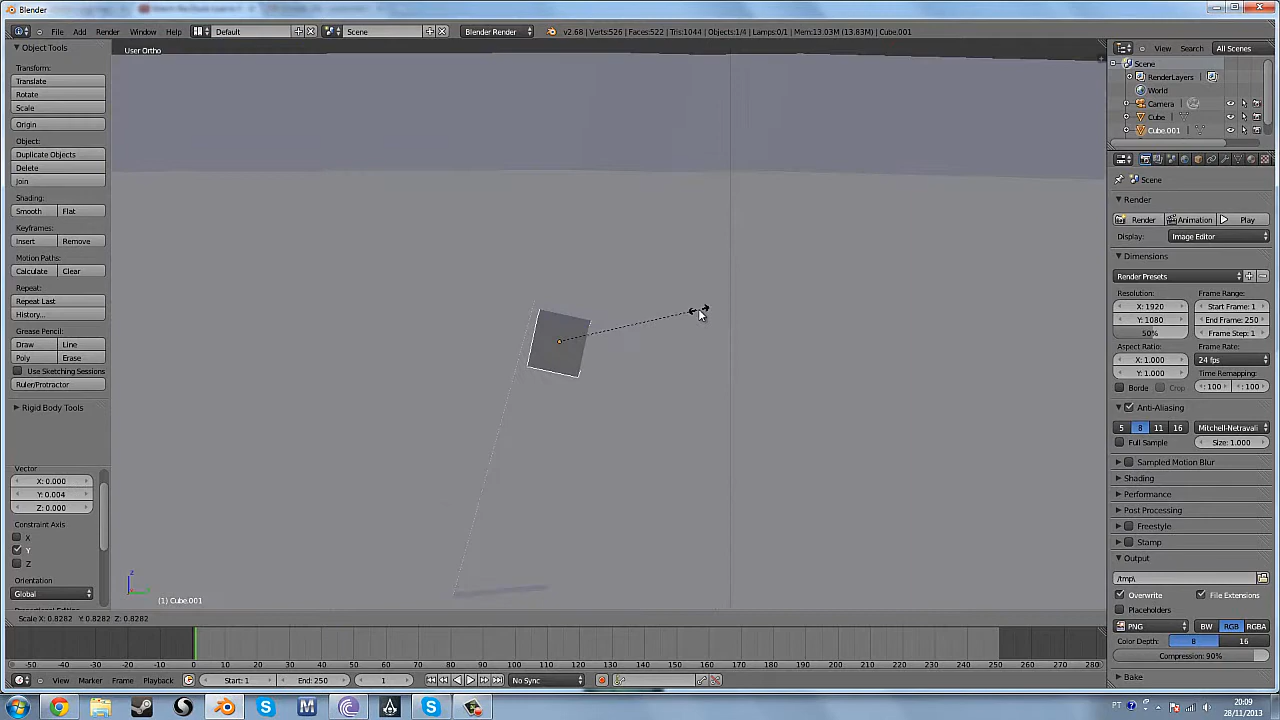 Blender
File Add Render Window Help Default Scene Blender Render v2.68 | Verts:526 | Faces:522 | Tris:1044 | Objects:1/4 | Lamps:0/1 | Mem:13.03M (13.83M) | Cube.001
Object Tools
Transform:
Translate
Rotate
Scale
Origin
Object:
Duplicate Objects
Delete
Join
Shading:
Smooth Flat
Keyframes:
Insert Remove
Motion Paths:
Calculate Clear
Repeat:
Repeat Last
History...
Grease Pencil:
Draw Line
Poly Erase
Use Sketching Sessions
Ruler/Protractor
Rigid Body Tools
Vector
X: 0.000
Y: 0.004
Z: 0.000
Constraint Axis
X
Y
Z
Orientation
Global
User Ortho
z
(1) Cube.001
Scale X: 0.8282 Y: 0.8282 Z: 0.8282
View Search All Scenes
Scene
RenderLayers
World
Camera
Cube
Cube.001
Scene
Render
Render Animation Play
Display: Image Editor
Dimensions
Render Presets
Resolution: Frame Range:
X: 1920 Start Frame: 1
Y: 1080 End Frame: 250
50% Frame Step: 1
Aspect Ratio: Frame Rate:
X: 1.000 24 fps
Y: 1.000 Time Remapping:
Borde Crop : 100 : 100
Anti-Aliasing
5 8 11 16 Mitchell-Netravali
Full Sample Size: 1.000
Sampled Motion Blur
Shading
Performance
Post Processing
Freestyle
Stamp
Output
/tmp\
Overwrite File Extensions
Placeholders
PNG BW RGB RGBA
Color Depth: 8 16
Compression: 90%
Bake
-50 -40 -30 -20 -10 0 10 20 30 40 50 60 70 80 90 100 110 120 130 140 150 160 170 180 190 200 210 220 230 240 250 260 270 280
View Marker Frame Playback Start: 1 End: 250 1 No Sync
PT 20:09
28/11/2013